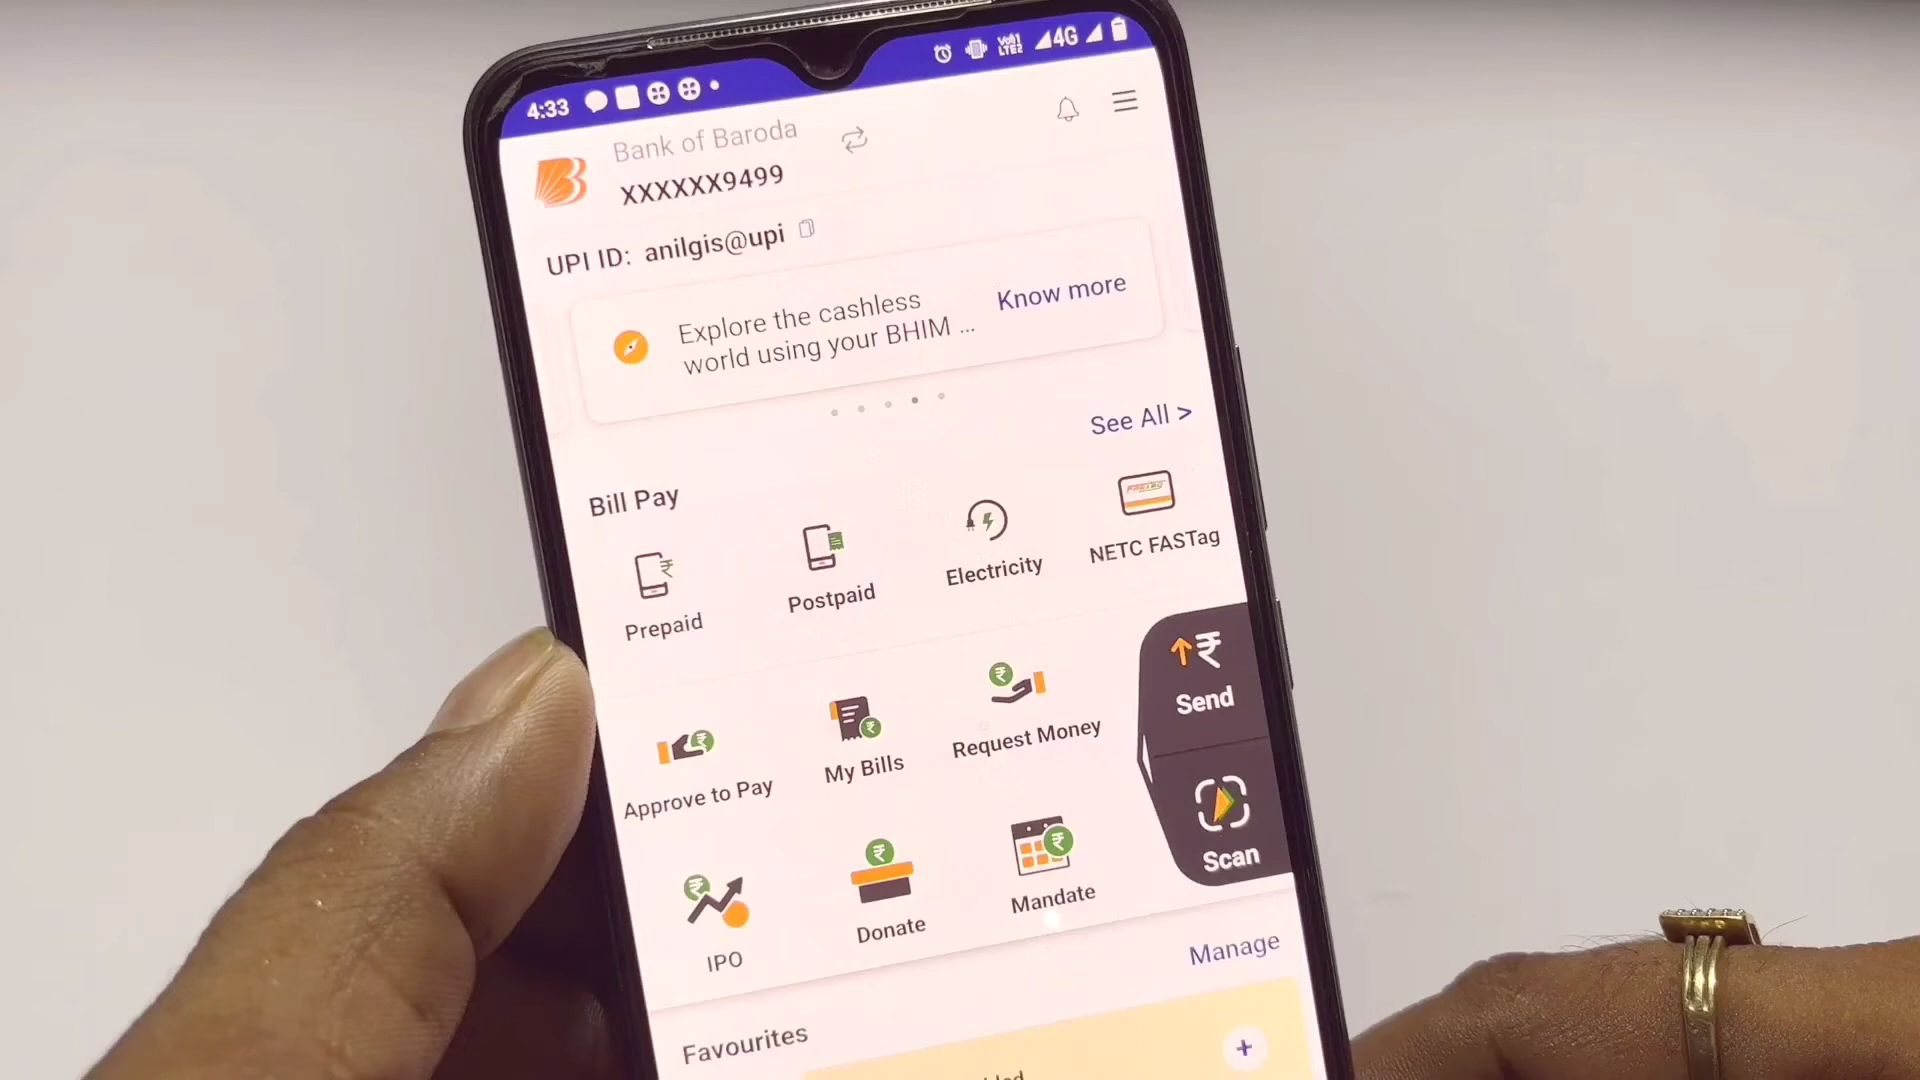 4:33
Vo1
LTE2
4G
Bank of Baroda
XXXXXX9499
UPI ID: anilgis@upi
Explore the cashless
world using your BHIM ...
Know more
See All >
Bill Pay
Prepaid
Postpaid
Electricity
NETC FASTag
Send
Approve to Pay
My Bills
Request Money
Scan
IPO
Donate
Mandate
Manage
Favourites